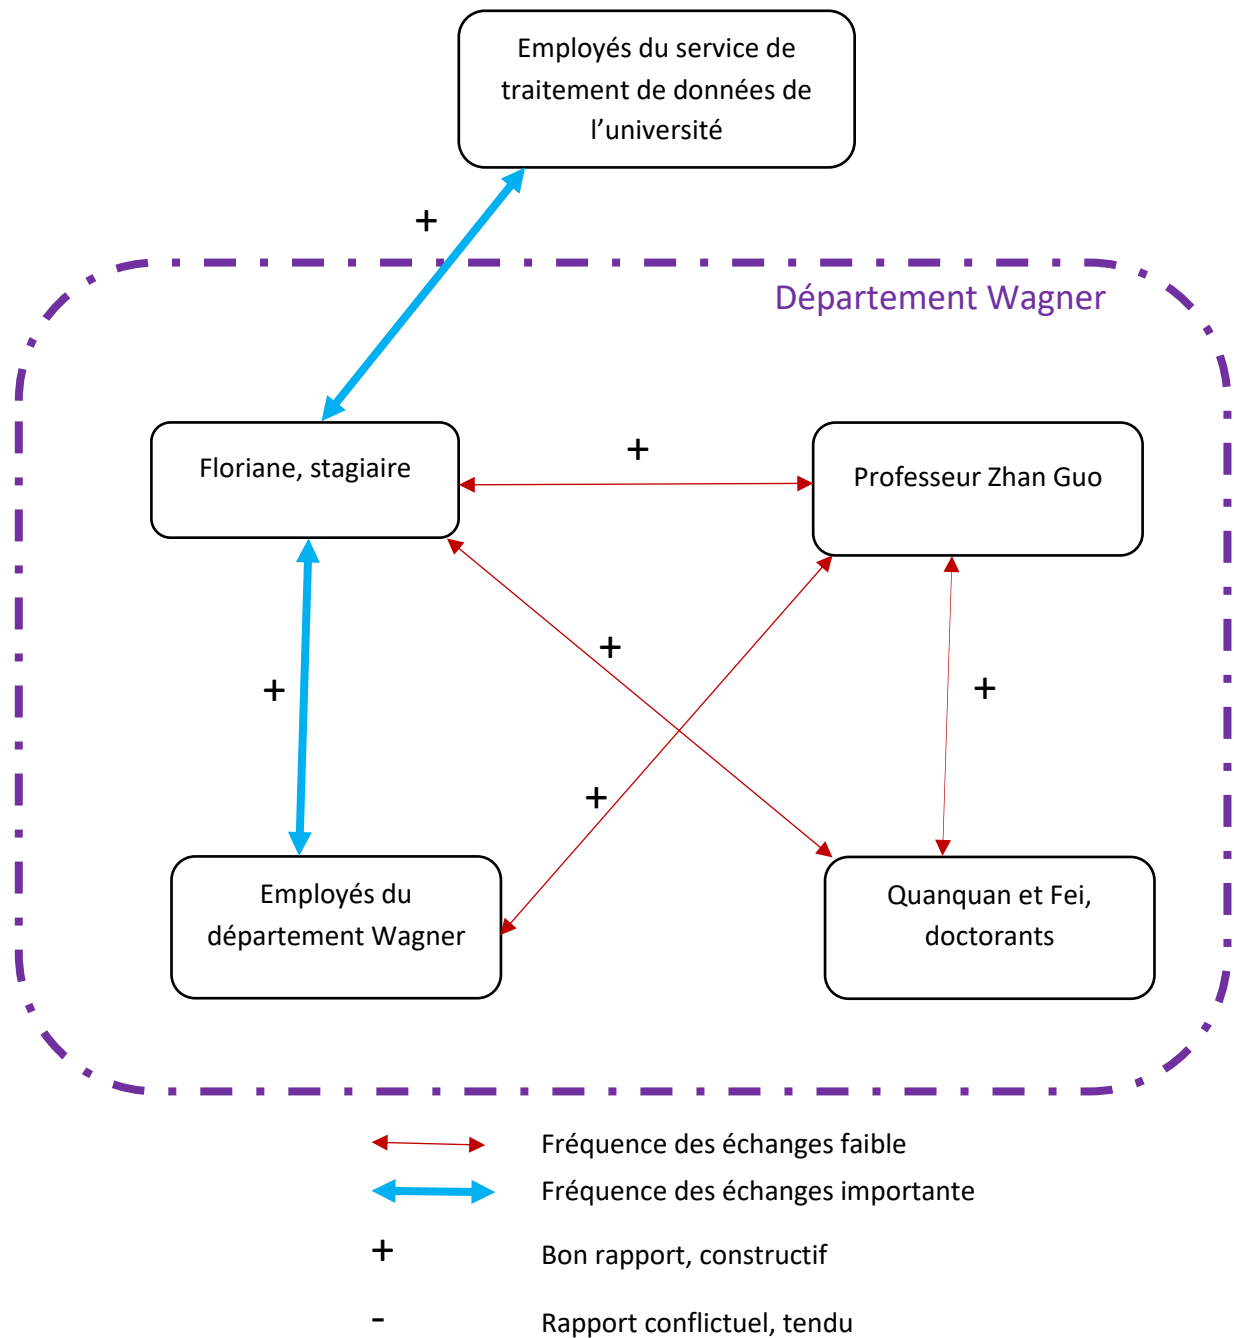 Employés du service de
traitement de données de
l’université
+
Département Wagner
Floriane, stagiaire
+
Professeur Zhan Guo
+
+
+
+
Employés du
département Wagner
Quanquan et Fei,
doctorants
Fréquence des échanges faible
Fréquence des échanges importante
+ Bon rapport, constructif
- Rapport conflictuel, tendu